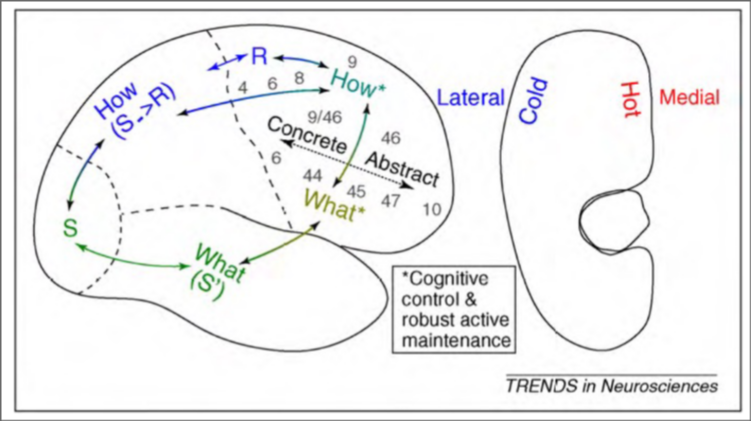 R
9
How*
How
(S->R)
4
6
8
9/46
Concrete
46
Abstract
6
44
45
47
10
What*
S
What
(S')
Lateral
Cold
Hot
Medial
*Cognitive
control &
robust active
maintenance
TRENDS in Neurosciences